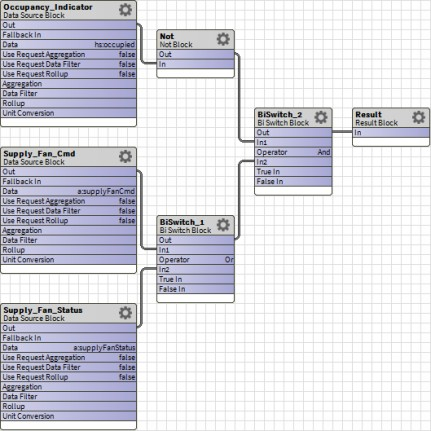 Occupancy_Indicator
Data Source Block
Out
Fallback In
Data hs:occupied
Use Request Aggregation false
Use Request Data Filter false
Use Request Rollup false
Aggregation
Data Filter
Rollup
Unit Conversion
Not
Not Block
Out
In
Supply_Fan_Cmd
Data Source Block
Out
Fallback In
Data a:supplyFanCmd
Use Request Aggregation false
Use Request Data Filter false
Use Request Rollup false
Aggregation
Data Filter
Rollup
Unit Conversion
BiSwitch_1
Bi Switch Block
Out
In1
Operator Or
In2
True In
False In
BiSwitch_2
Bi Switch Block
Out
In1
Operator And
In2
True In
False In
Result
Result Block
In
Supply_Fan_Status
Data Source Block
Out
Fallback In
Data a:supplyFanStatus
Use Request Aggregation false
Use Request Data Filter false
Use Request Rollup false
Aggregation
Data Filter
Rollup
Unit Conversion